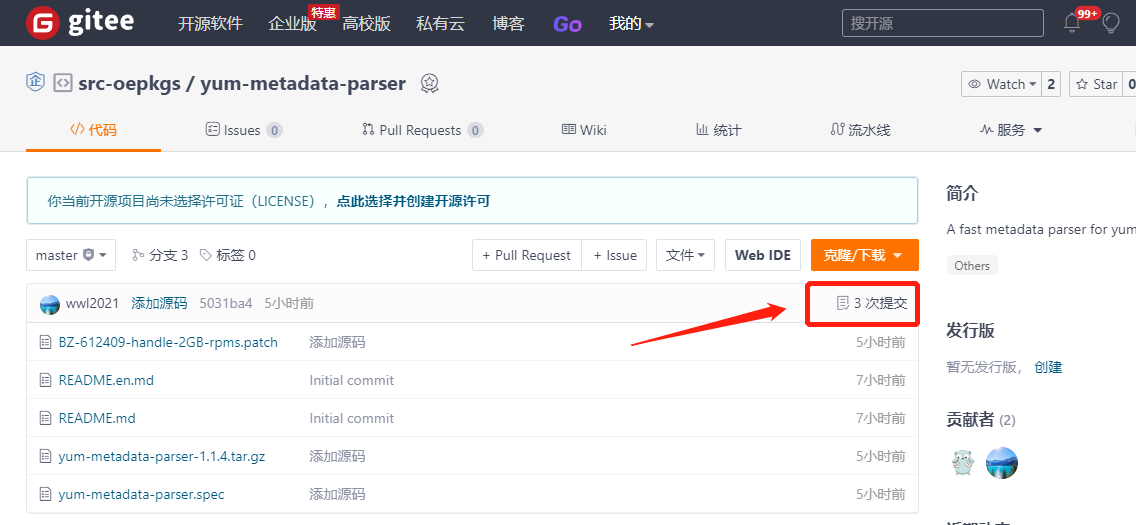 gitee 开源软件 企业版 特惠 高校版 私有云 博客 Go 我的 搜开源 99+
src-oepkgs / yum-metadata-parser Watch 2 Star 0
代码 Issues 0 Pull Requests 0 Wiki 统计 流水线 服务
你当前开源项目尚未选择许可证（LICENSE），点此选择并创建开源许可
master 分支 3 标签 0 + Pull Request + Issue 文件 Web IDE 克隆/下载
wwl2021 添加源码 5031ba4 5小时前 3 次提交
BZ-612409-handle-2GB-rpms.patch 添加源码 5小时前
README.en.md Initial commit 7小时前
README.md Initial commit 7小时前
yum-metadata-parser-1.1.4.tar.gz 添加源码 5小时前
yum-metadata-parser.spec 添加源码 5小时前
简介
A fast metadata parser for yum
Others
发行版
暂无发行版， 创建
贡献者 (2)